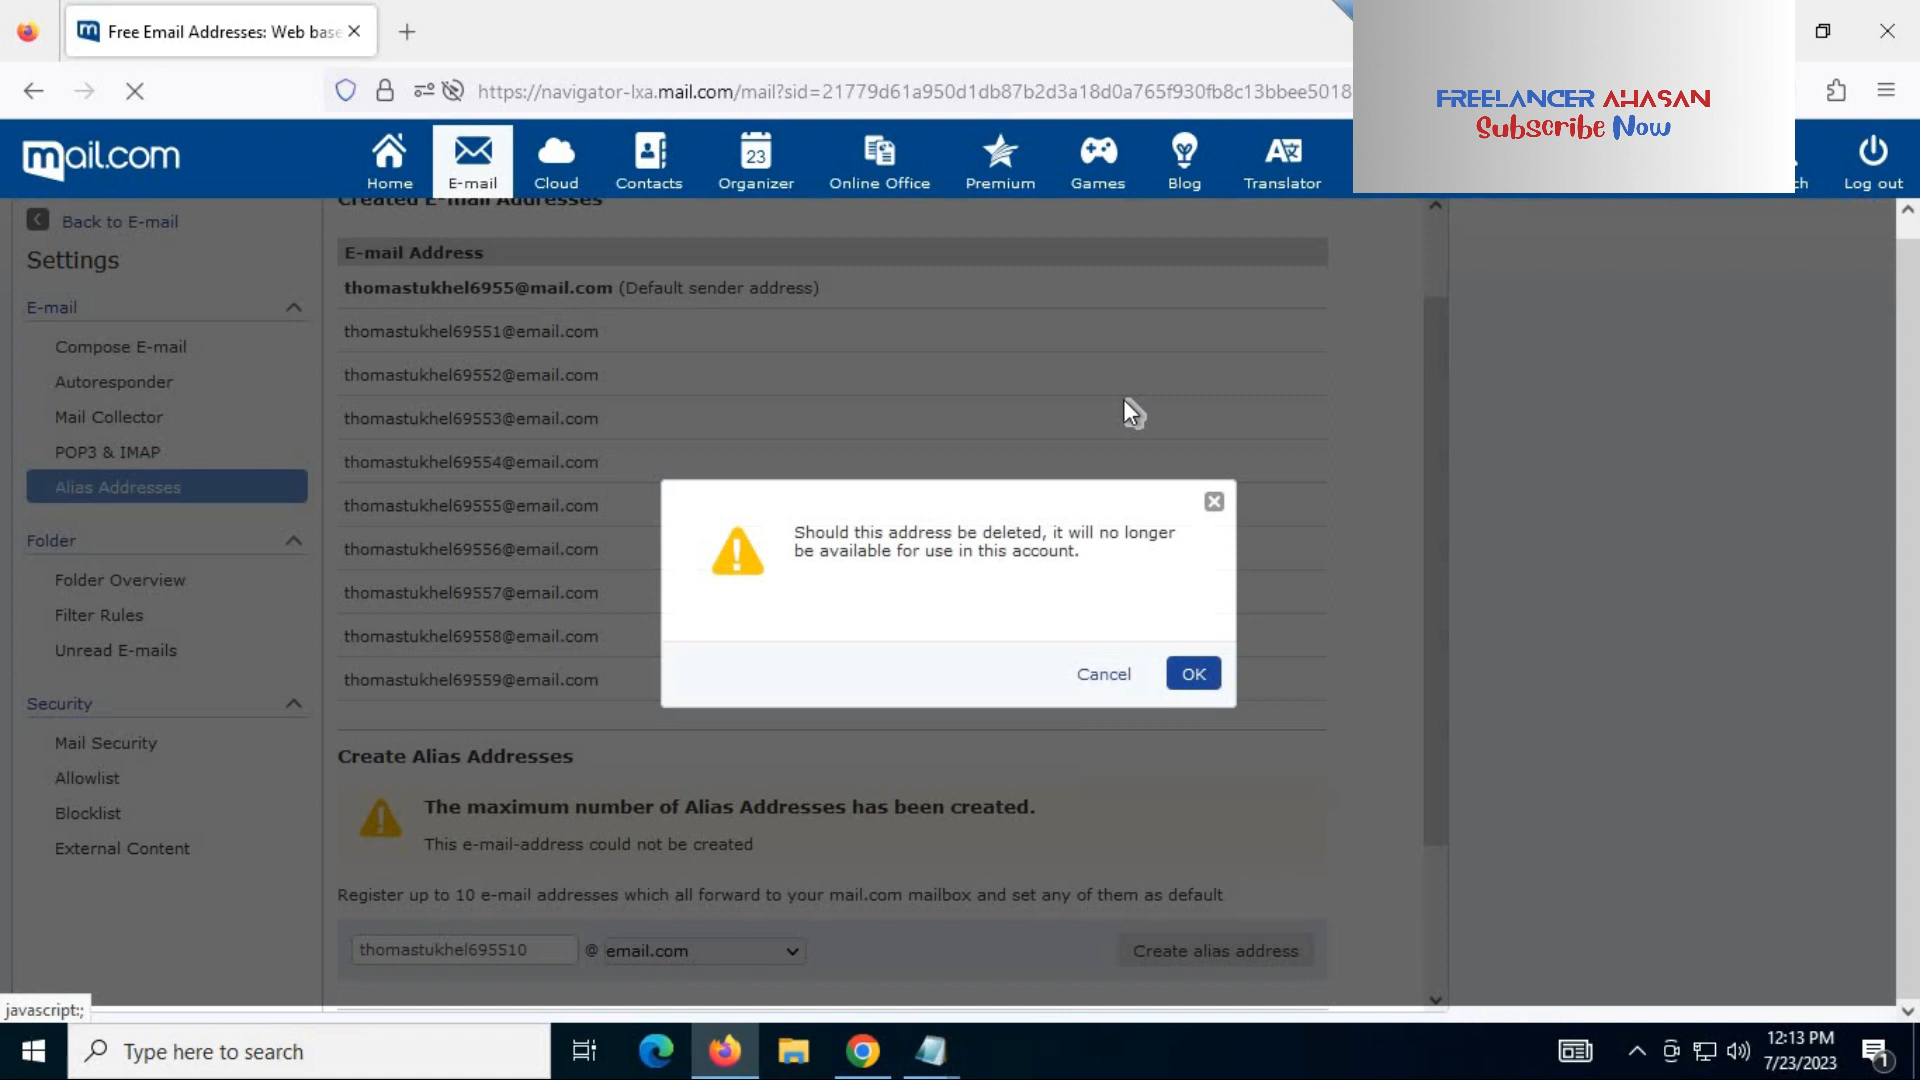 Free Email Addresses: Web base
https://navigator-lxa.mail.com/mail?sid=21779d61a950d1db87b2d3a18d0a765f930fb8c13bbee5018
FREELANCER AHASAN
Subscribe Now
mail.com
Home
E-mail
Cloud
Contacts
23
Organizer
Online Office
Premium
Games
Blog
Translator
Log out
Back to E-mail
Settings
E-mail
Compose E-mail
Autoresponder
Mail Collector
POP3 & IMAP
Alias Addresses
Folder
Folder Overview
Filter Rules
Unread E-mails
Security
Mail Security
Allowlist
Blocklist
External Content
Created E-mail Addresses
E-mail Address
thomastukhel6955@mail.com (Default sender address)
thomastukhel69551@email.com
thomastukhel69552@email.com
thomastukhel69553@email.com
thomastukhel69554@email.com
thomastukhel69555@email.com
thomastukhel69556@email.com
thomastukhel69557@email.com
thomastukhel69558@email.com
thomastukhel69559@email.com
Should this address be deleted, it will no longer
be available for use in this account.
Cancel
OK
Create Alias Addresses
The maximum number of Alias Addresses has been created.
This e-mail-address could not be created
Register up to 10 e-mail addresses which all forward to your mail.com mailbox and set any of them as default
thomastukhel695510 @ email.com Create alias address
javascript:;
Type here to search
12:13 PM
7/23/2023
1